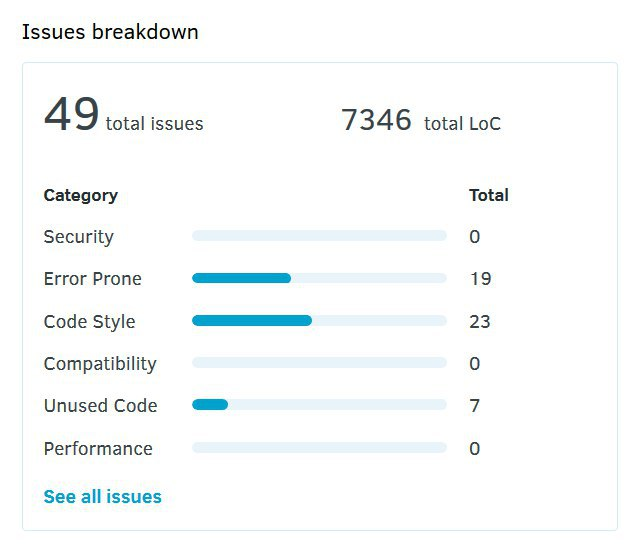 Issues breakdown
49 total issues 7346 total LoC
Category Total
Security 0
Error Prone 19
Code Style 23
Compatibility 0
Unused Code 7
Performance 0
See all issues